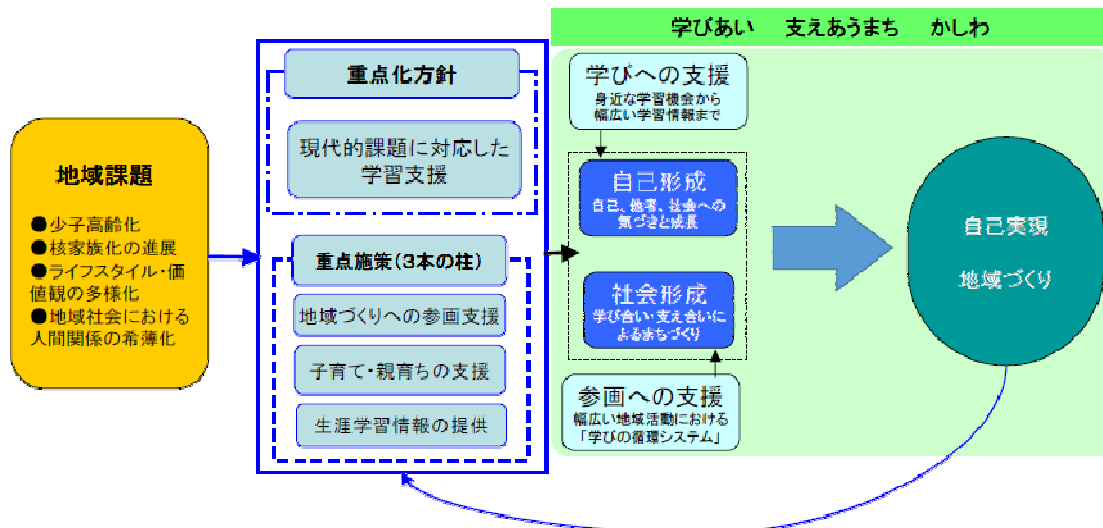 学びあい 支えあうまち かしわ
地域課題
●少子高齢化
●核家族化の進展
●ライフスタイル・価
値観の多様化
●地域社会における
人間関係の希薄化
重点化方針
現代的課題に対応した
学習支援
重点施策(3本の柱)
地域づくりへの参画支援
子育て・親育ちの支援
生涯学習情報の提供
学びへの支援
身近な学習機会から
幅広い学習情報まで
自己形成
自己、他者、社会への
気づきと成長
社会形成
学び合い・支え合いに
よるまちづくり
参画への支援
幅広い地域活動における
「学びの循環システム」
自己実現
地域づくり